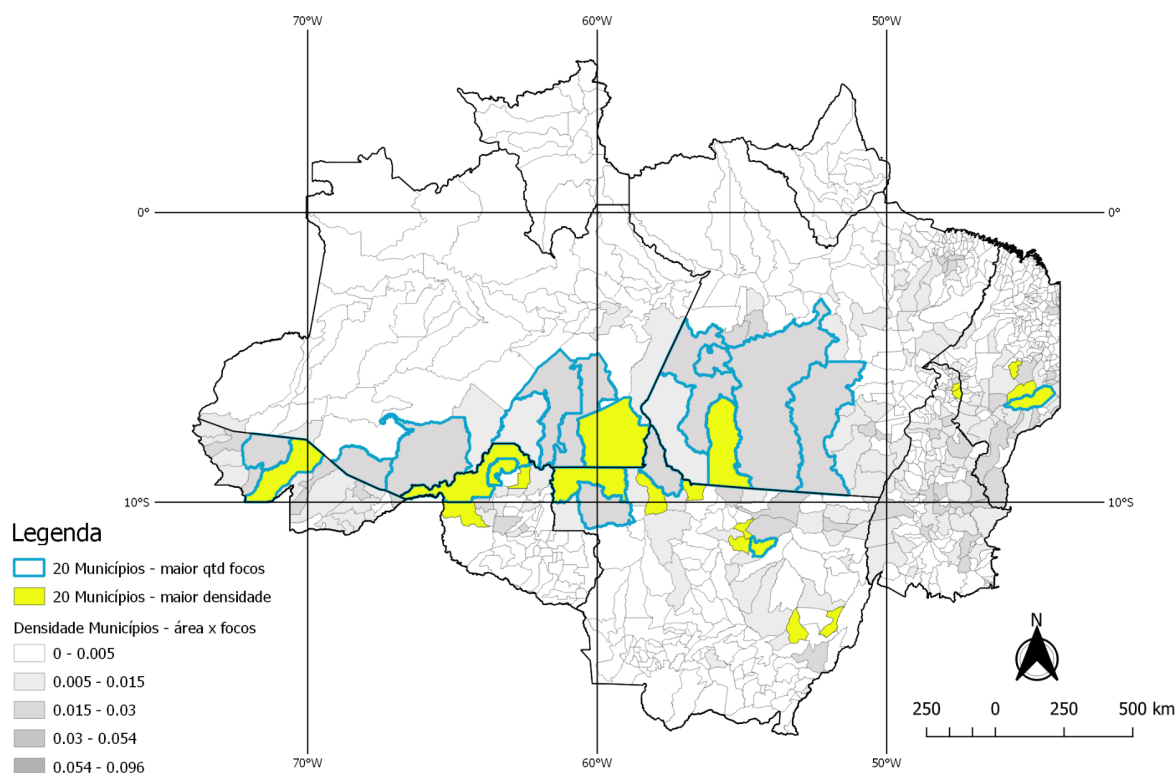 70°W 60°W 50°W
0° 0°
10°S 10°S
Legenda
20 Municípios - maior qtd focos
20 Municípios - maior densidade
Densidade Municípios - área x focos
0 - 0.005
0.005 - 0.015
0.015 - 0.03
0.03 - 0.054
0.054 - 0.096
N
250 0 250 500 km
70°W 60°W 50°W